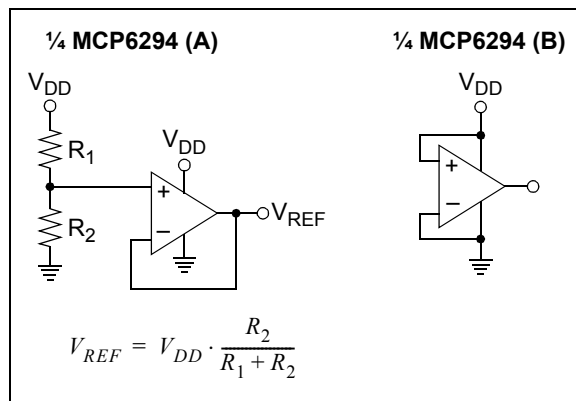 ¼ MCP6294 (A)
V_DD
R_1
R_2
V_DD
+
–
V_REF
V_REF = V_DD · R_2 / (R_1 + R_2)
¼ MCP6294 (B)
V_DD
+
–